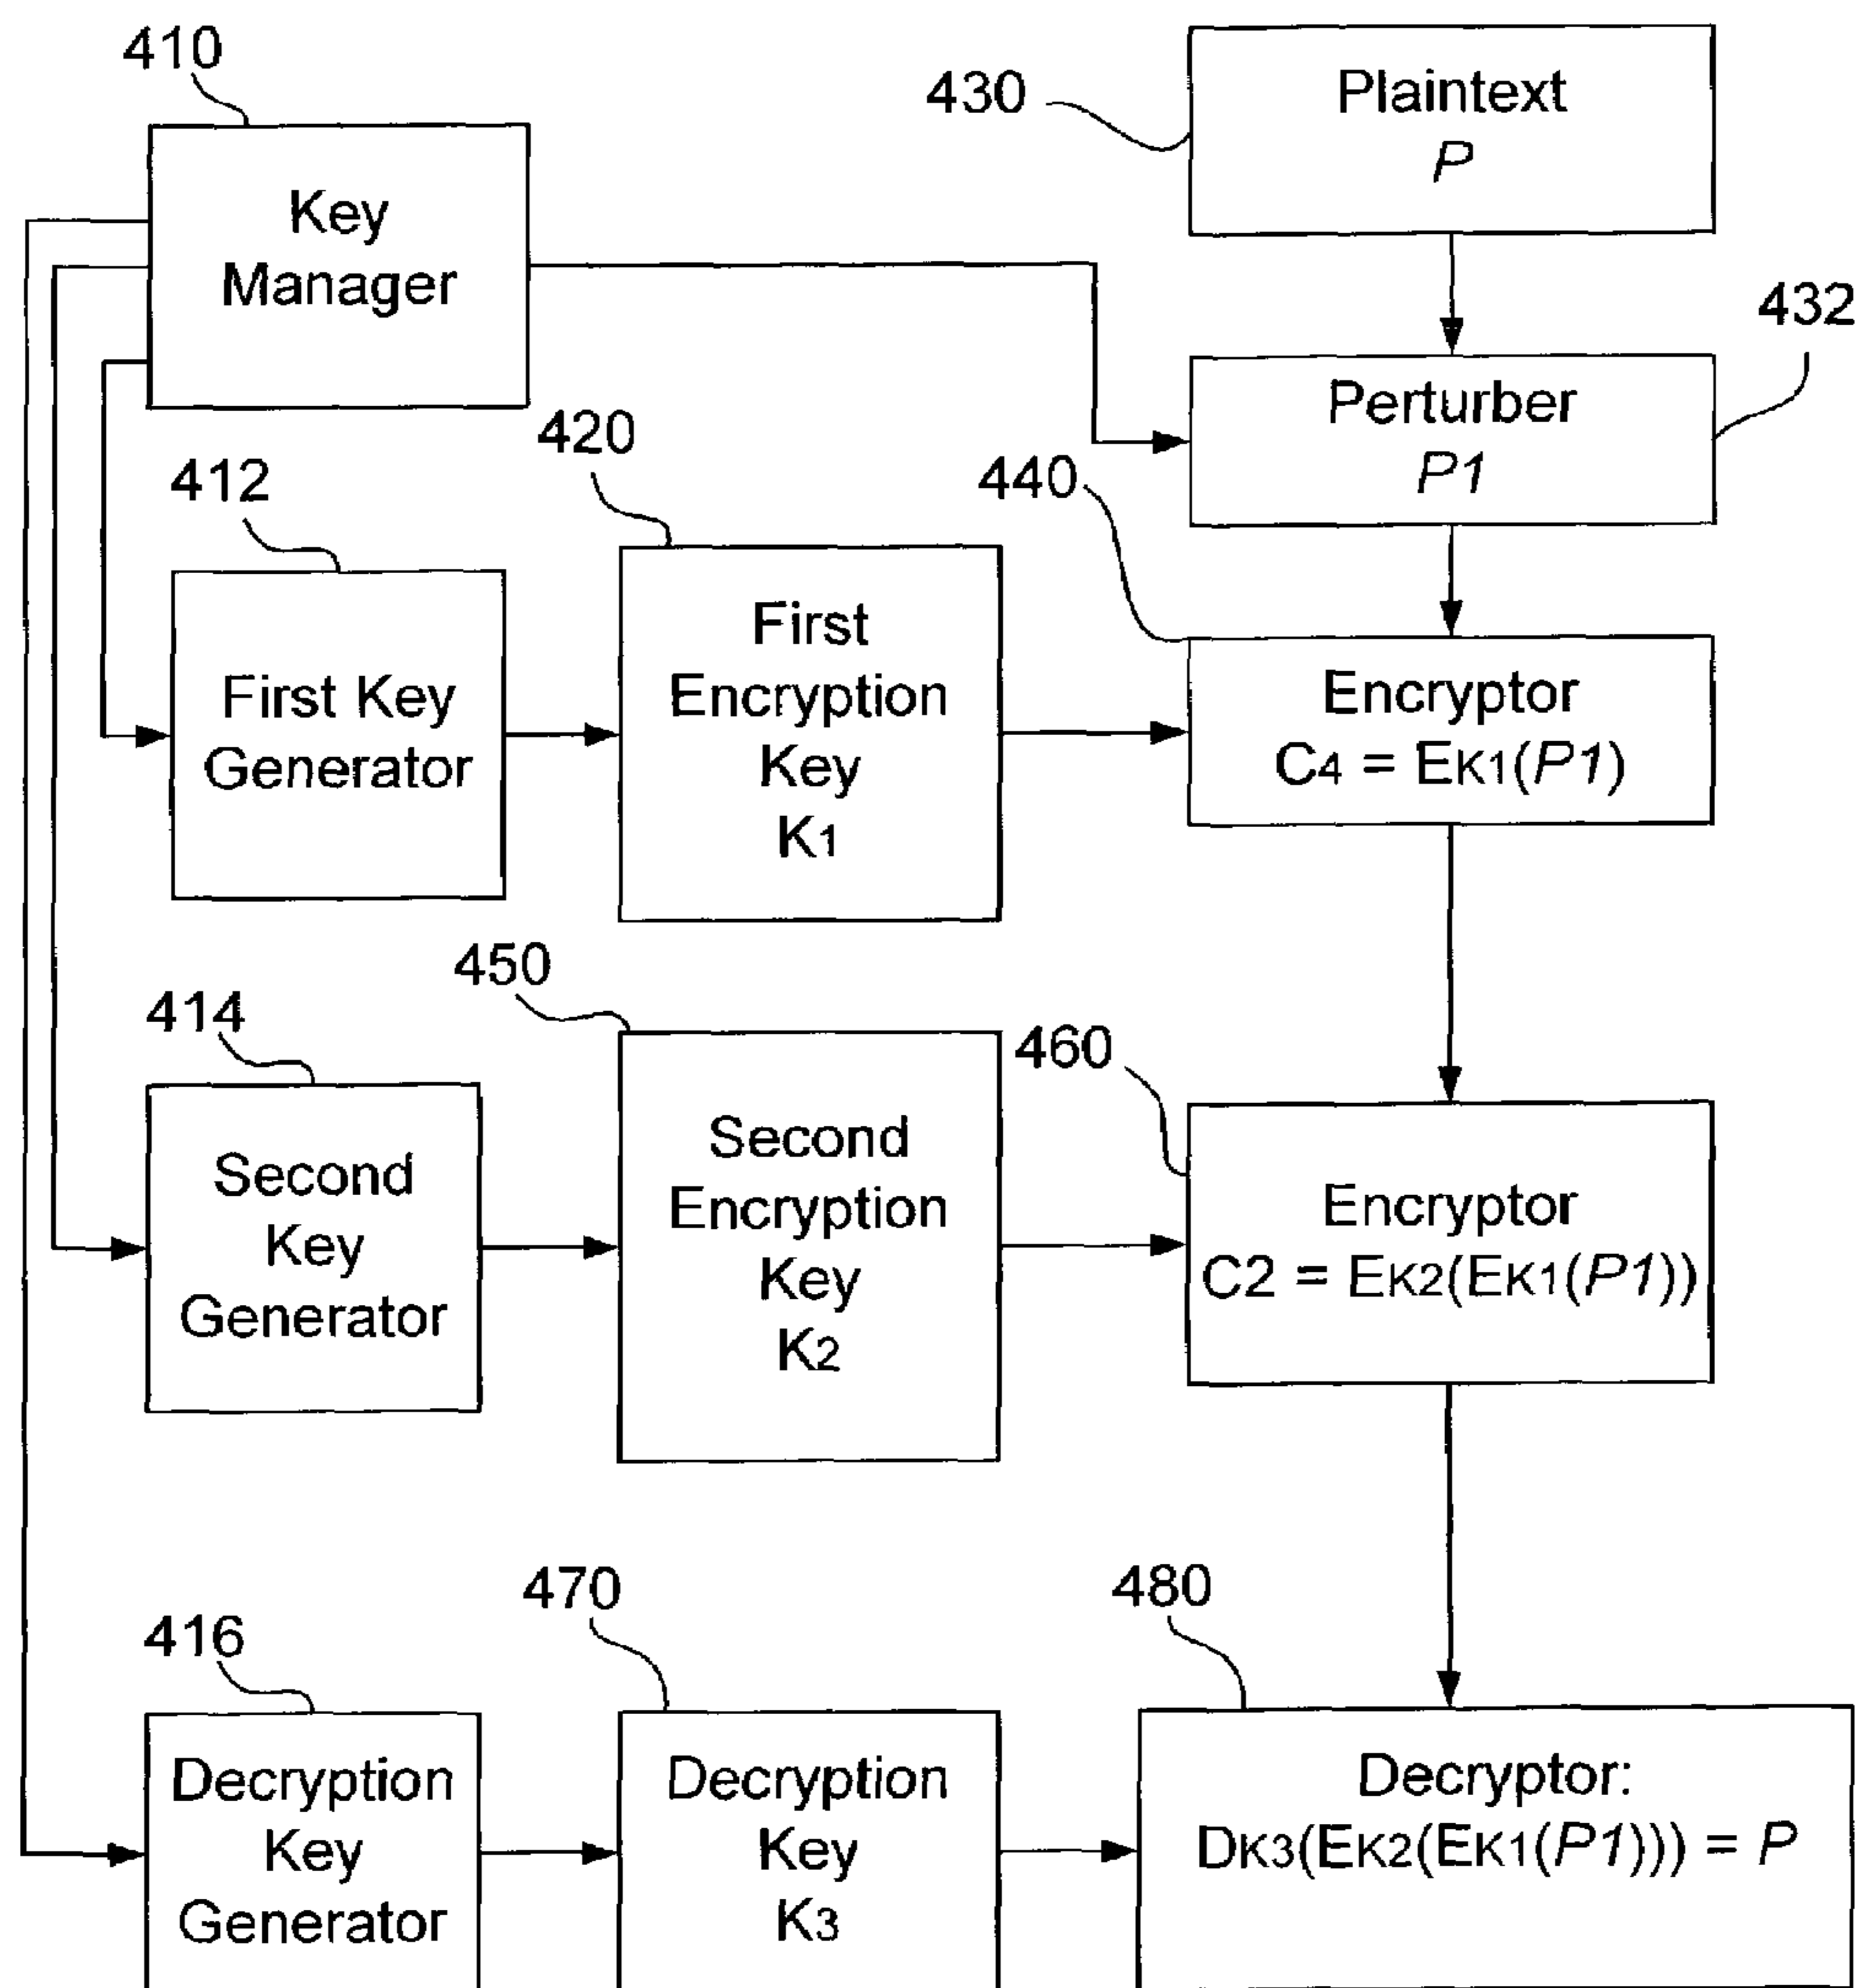 410
Key
Manager
430
Plaintext
P
432
Perturber
P1
412
First Key
Generator
420
First
Encryption
Key
K1
440
Encryptor
C4 = EK1(P1)
414
Second
Key
Generator
450
Second
Encryption
Key
K2
460
Encryptor
C2 = EK2(EK1(P1))
416
Decryption
Key
Generator
470
Decryption
Key
K3
480
Decryptor:
DK3(EK2(EK1(P1))) = P